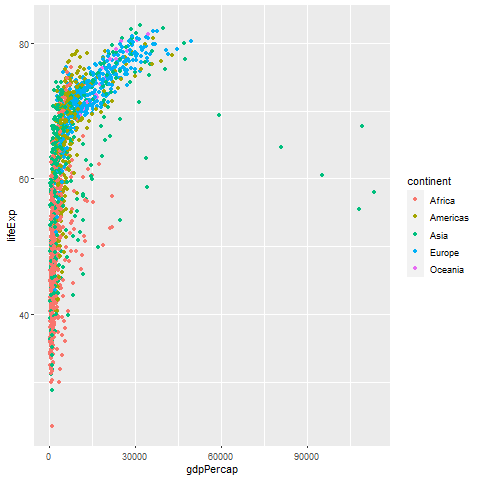 80
60
40
lifeExp
0
30000
60000
90000
gdpPercap
continent
Africa
Americas
Asia
Europe
Oceania